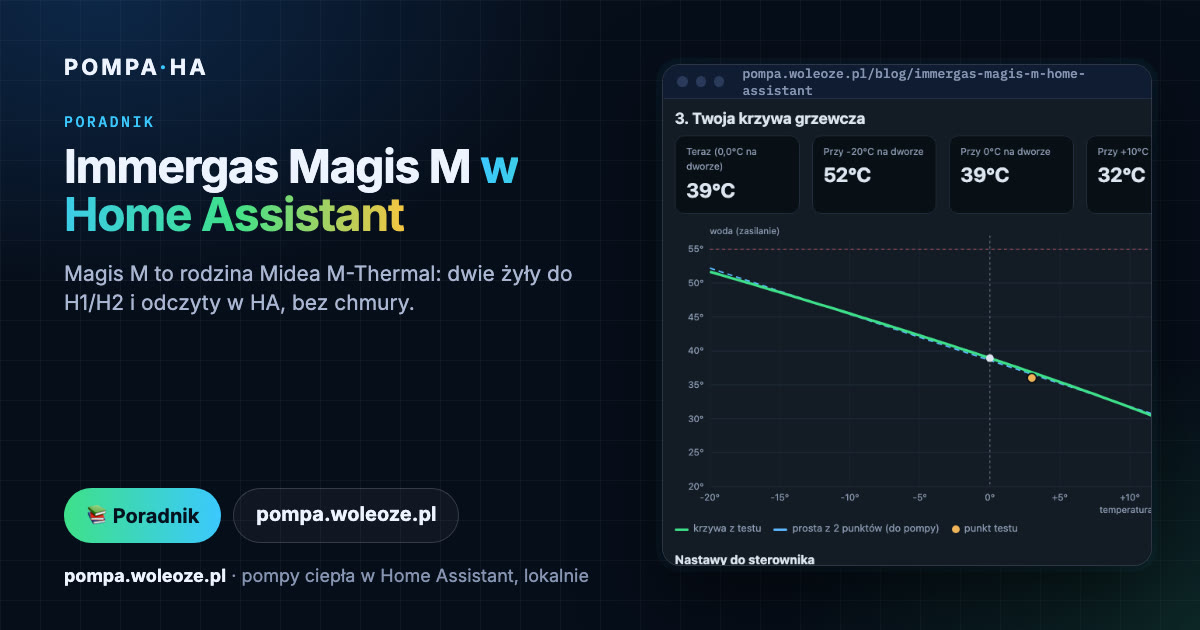 POMPA·HA
PORADNIK
Immergas Magis M w
Home Assistant
Magis M to rodzina Midea M-Thermal: dwie żyły do
H1/H2 i odczyty w HA, bez chmury.
Poradnik
pompa.woleoze.pl
pompa.woleoze.pl · pompy ciepła w Home Assistant, lokalnie
pompa.woleoze.pl/blog/immergas-magis-m-home-
assistant
3. Twoja krzywa grzewcza
Teraz (0,0°C na
dworze)
39°C
Przy -20°C na dworze
52°C
Przy 0°C na dworze
39°C
Przy +10°C
32°C
woda (zasilanie)
55°
50°
45°
40°
35°
30°
25°
20°
-20° -15° -10° -5° 0° +5° +10°
temperatura
krzywa z testu prosta z 2 punktów (do pompy) punkt testu
Nastawy do sterownika